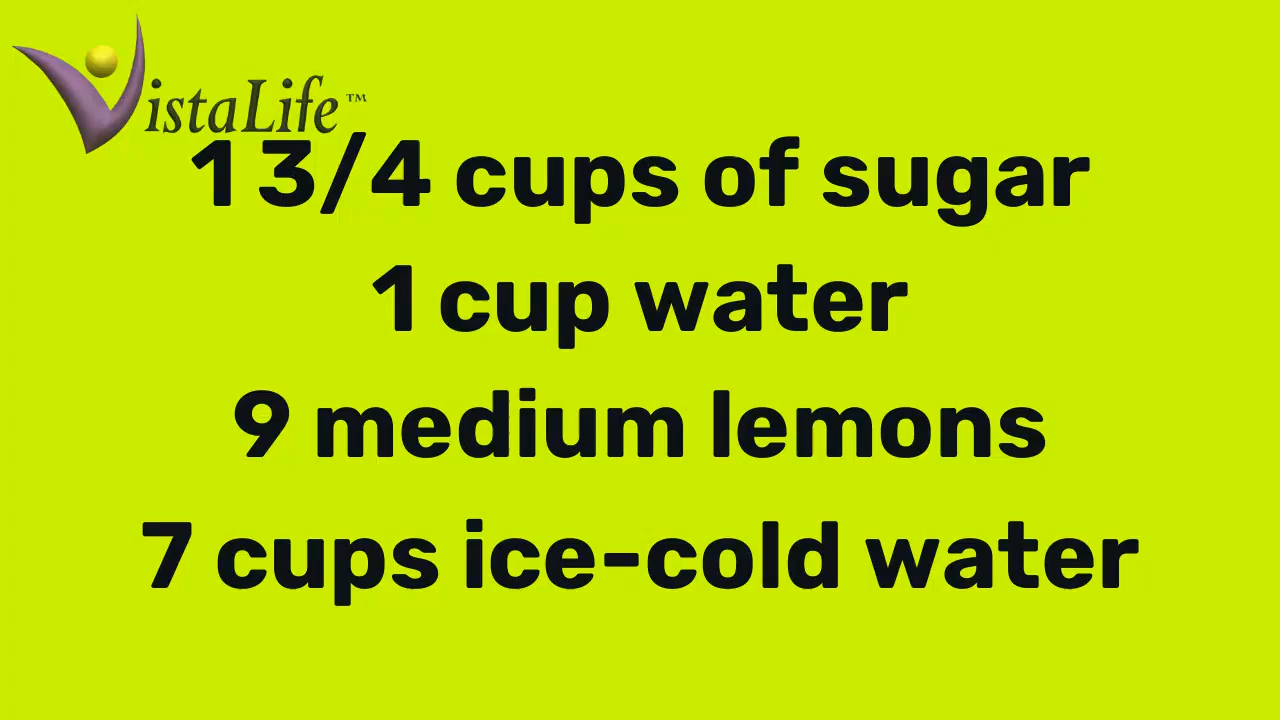 VistaLife™
1 3/4 cups of sugar
1 cup water
9 medium lemons
7 cups ice-cold water